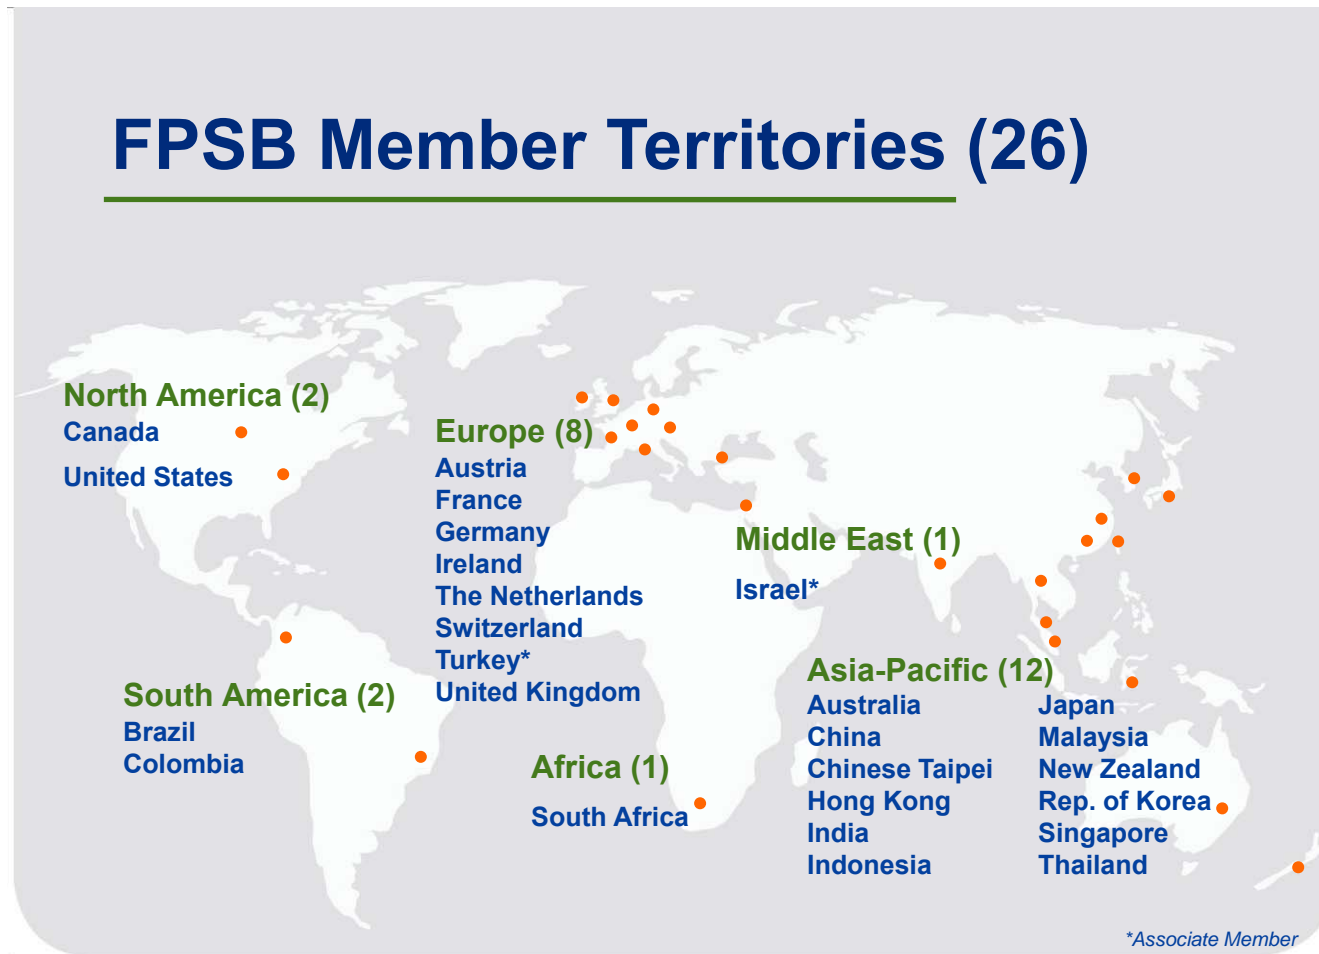 FPSB Member Territories (26)
North America (2)
Canada
United States
South America (2)
Brazil
Colombia
Europe (8)
Austria
France
Germany
Ireland
The Netherlands
Switzerland
Turkey*
United Kingdom
Africa (1)
South Africa
Middle East (1)
Israel*
Asia-Pacific (12)
Australia
China
Chinese Taipei
Hong Kong
India
Indonesia
Japan
Malaysia
New Zealand
Rep. of Korea
Singapore
Thailand
*Associate Member